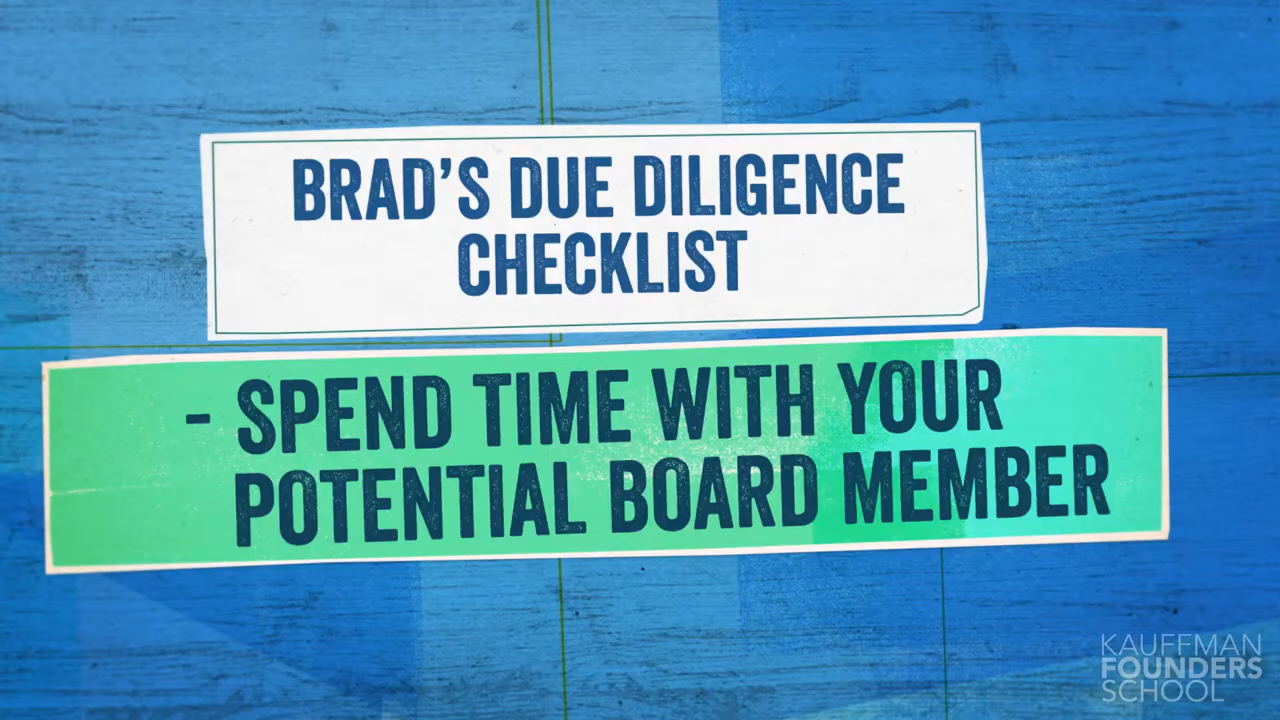 BRAD’S DUE DILIGENCE
CHECKLIST
- SPEND TIME WITH YOUR
POTENTIAL BOARD MEMBER
KAUFFMAN
FOUNDERS
SCHOOL